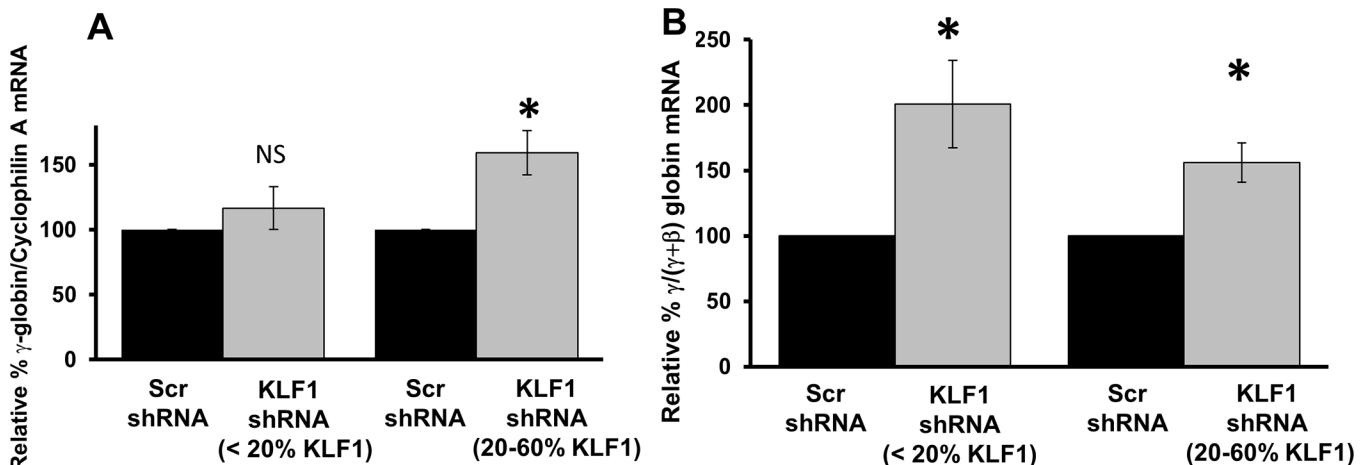 A
Relative % γ-globin/Cyclophilin A mRNA
150
100
50
0
NS
*
Scr
shRNA
KLF1
shRNA
(< 20% KLF1)
Scr
shRNA
KLF1
shRNA
(20-60% KLF1)
B
Relative % γ/(γ+β) globin mRNA
250
200
150
100
50
0
*
*
Scr
shRNA
KLF1
shRNA
(< 20% KLF1)
Scr
shRNA
KLF1
shRNA
(20-60% KLF1)